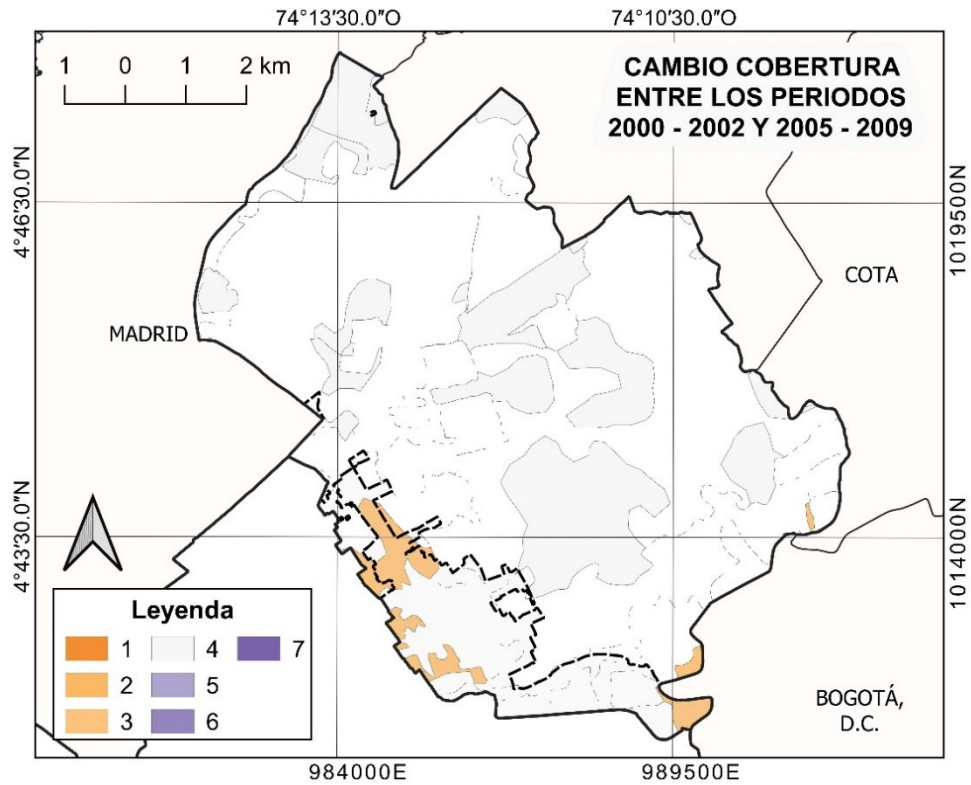 74°13'30.0"O
74°10'30.0"O
1 0 1 2 km
CAMBIO COBERTURA
ENTRE LOS PERIODOS
2000 - 2002 Y 2005 - 2009
4°46'30.0"N
1019500N
COTA
MADRID
4°43'30.0"N
1014000N
Leyenda
1 4 7
2 5
3 6
BOGOTÁ,
D.C.
984000E
989500E